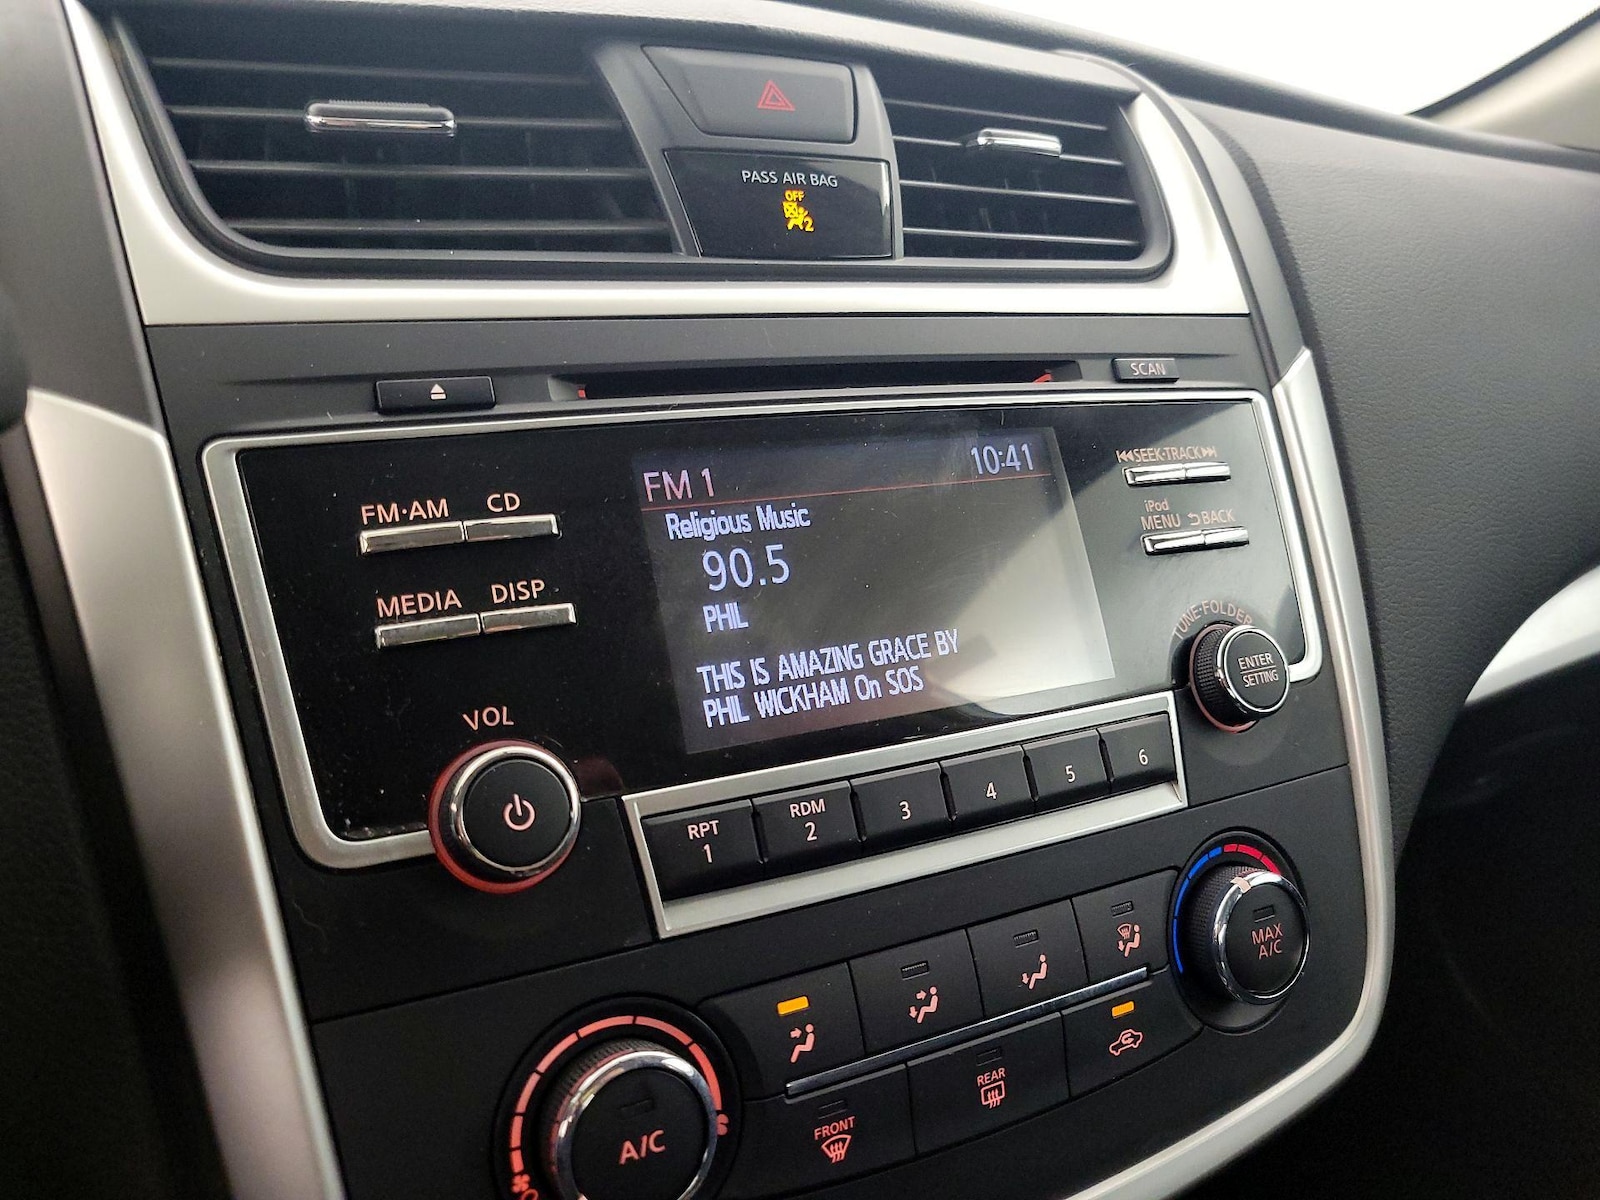 PASS AIR BAG
OFF
2
SCAN
FM·AM CD
MEDIA DISP
VOL
FM 1 10:41
Religious Music
90.5
PHIL
THIS IS AMAZING GRACE BY
PHIL WICKHAM On SOS
SEEK·TRACK
iPod
MENU BACK
TUNE·FOLDER
ENTER
SETTING
RPT
1
RDM
2
3
4
5
6
MAX
A/C
A/C
FRONT
REAR